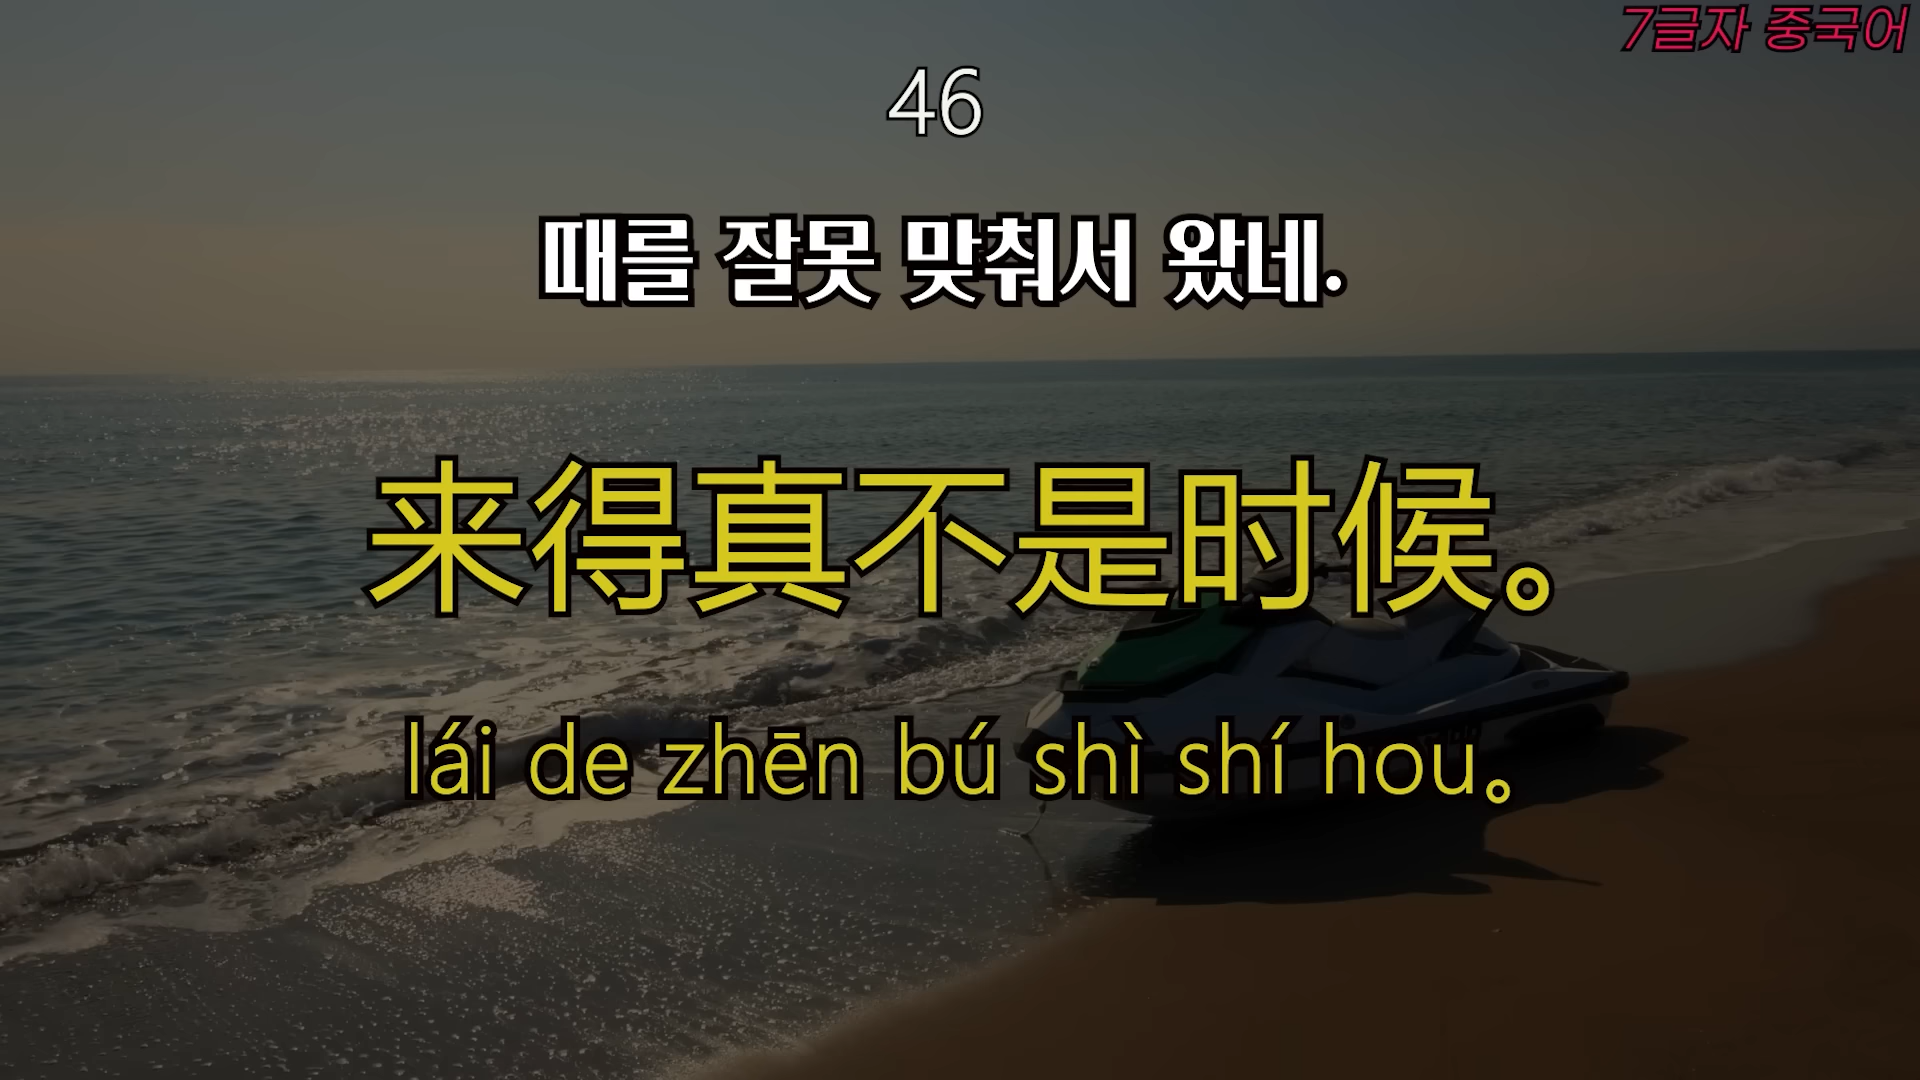 7글자 중국어
46
때를 잘못 맞춰서 왔네.
来得真不是时候。
lái de zhēn bú shì shí hou。